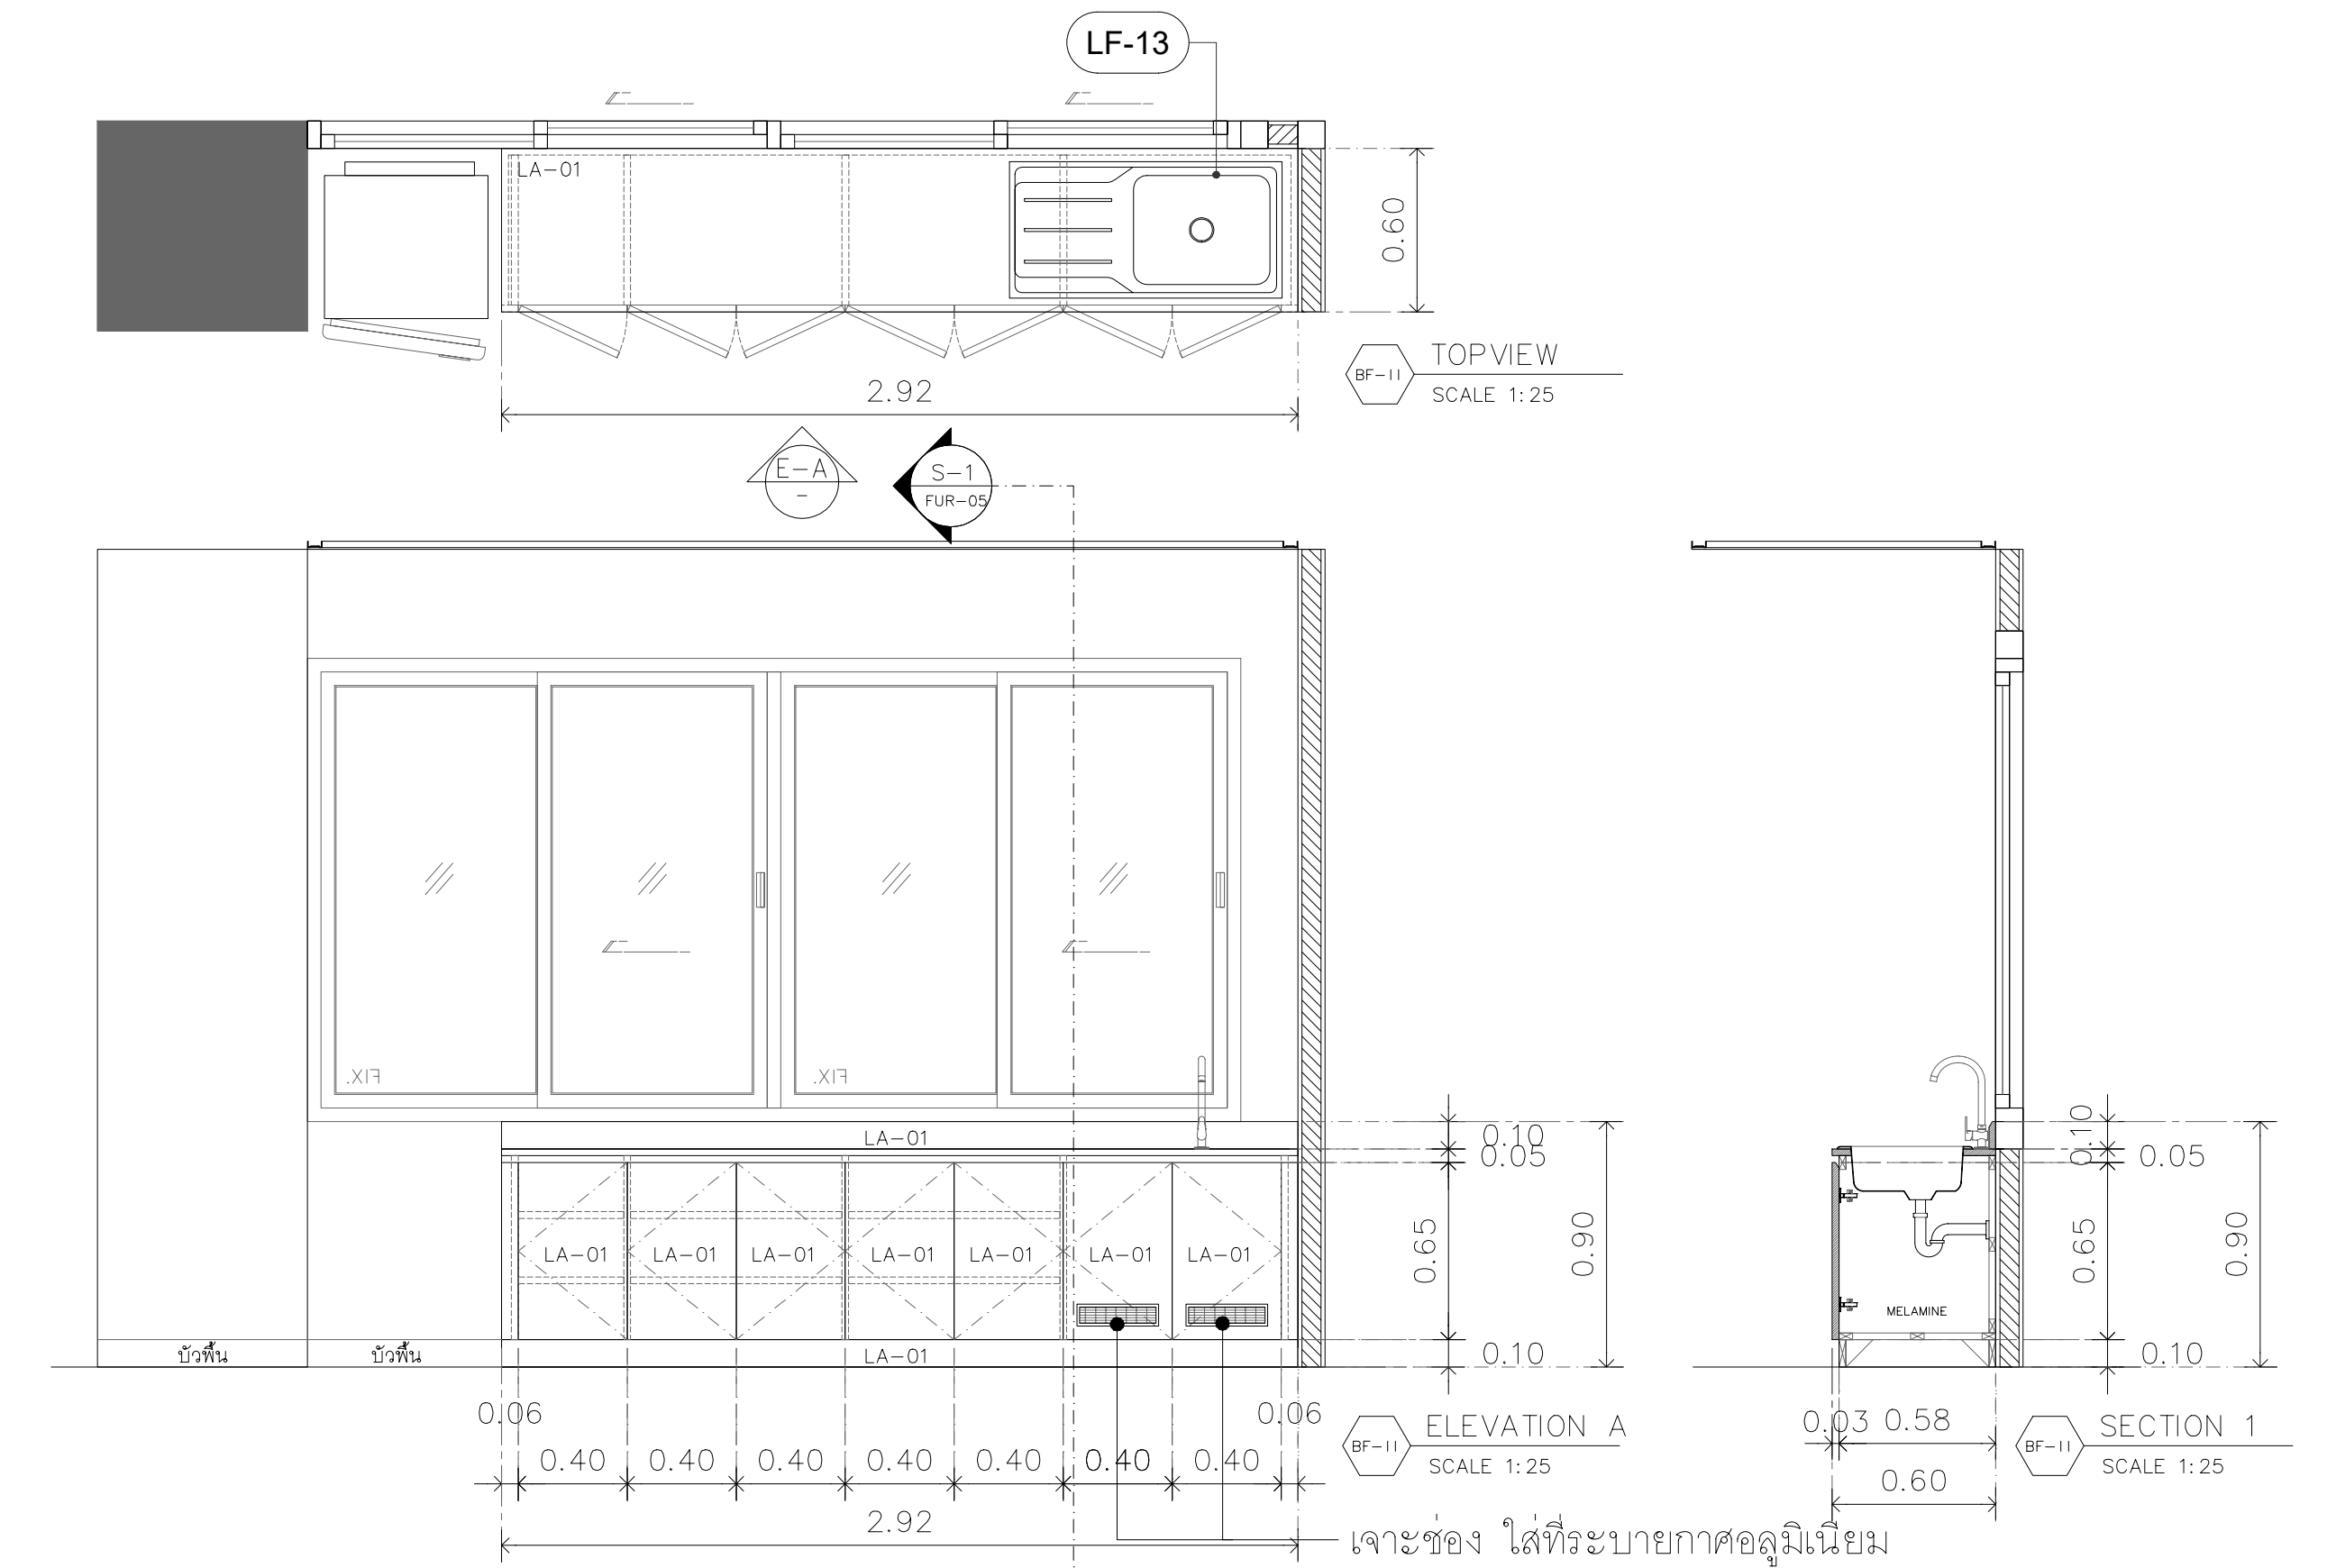 LF-13
LA-01
0.60
TOPVIEW
BF-11
SCALE 1:25
2.92
E-A
-
S-1
FUR-05
FIX.
FIX.
LA-01
0.10
0.05
0.65
0.90
0.10
LA-01 LA-01 LA-01 LA-01 LA-01 LA-01 LA-01
บัวพื้น บัวพื้น
LA-01
0.06 0.06
0.40 0.40 0.40 0.40 0.40 0.40 0.40
2.92
ELEVATION A
BF-11
SCALE 1:25
เจาะช่อง ใส่ที่ระบายกาศอลูมิเนียม
0.10
0.05
0.65
0.90
MELAMINE
0.10
0.03 0.58
0.60
SECTION 1
BF-11
SCALE 1:25